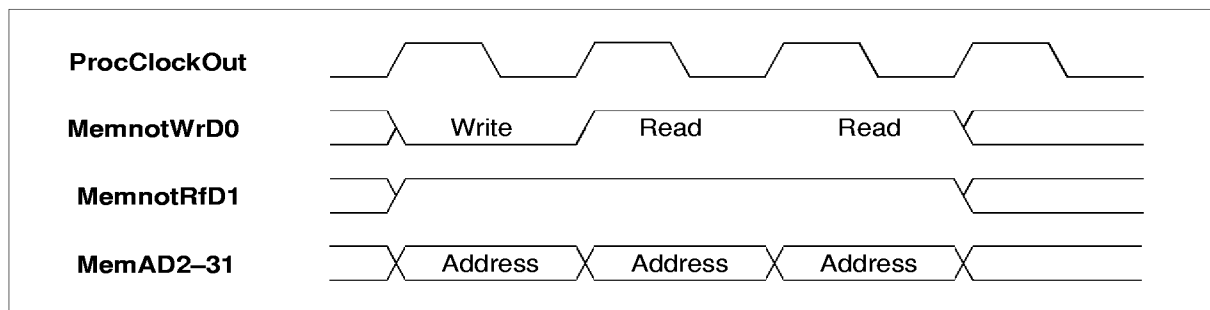 ProcClockOut
MemnotWrD0 Write Read Read
MemnotRfD1
MemAD2–31 Address Address Address